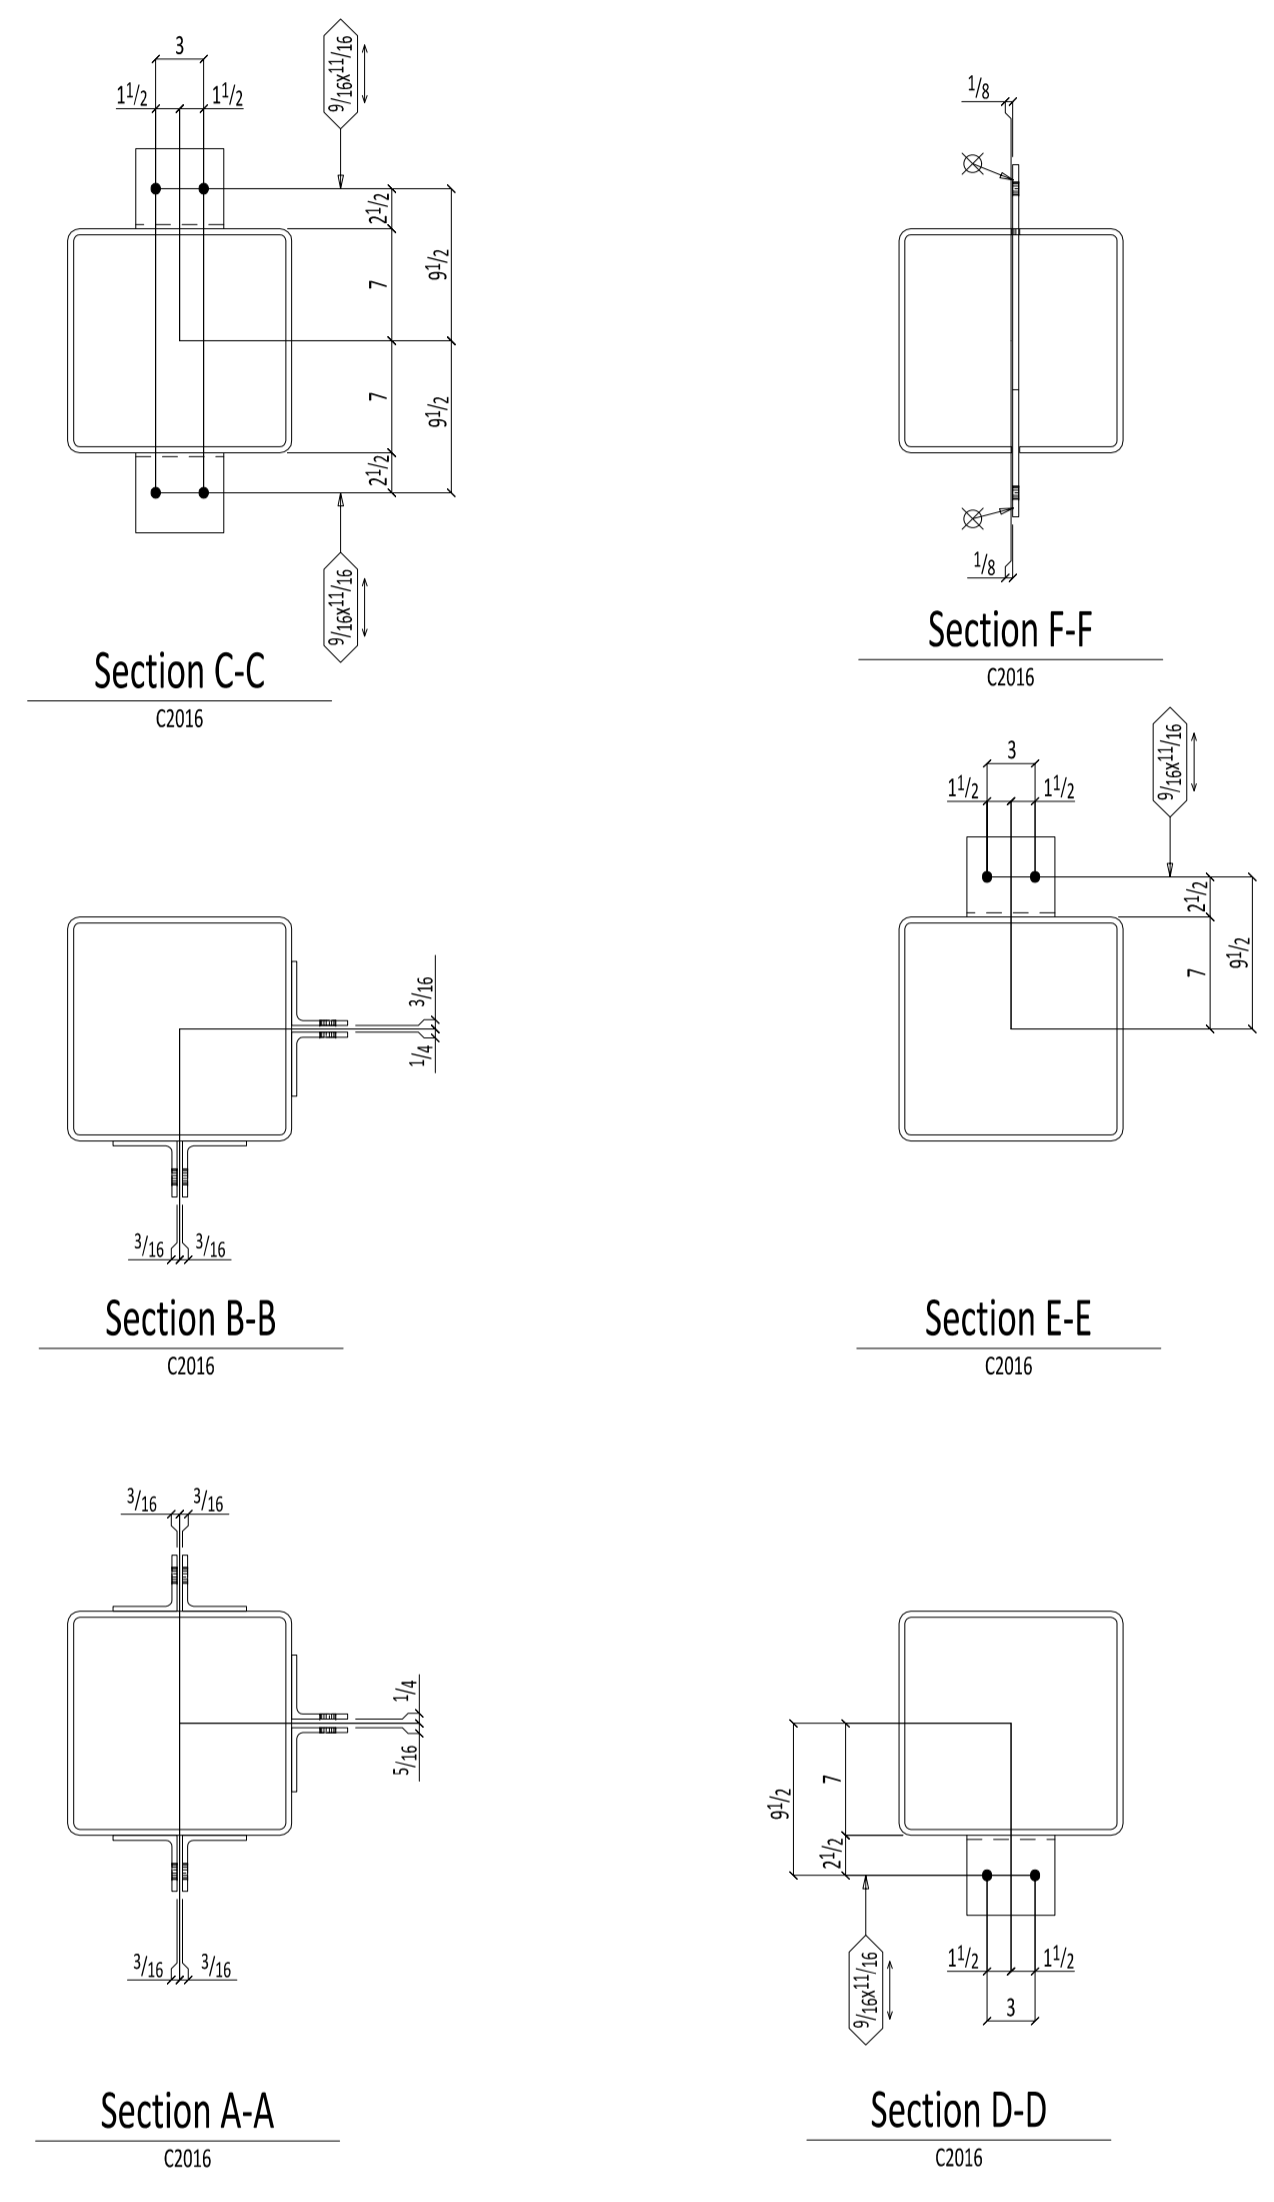 3
1 1/2 1 1/2
9/16x11/16
2 1/2
7
9 1/2
7
9 1/2
2 1/2
9/16x11/16
Section C-C
C2016
1/8
1/8
Section F-F
C2016
3/16
1/4
3/16 3/16
Section B-B
C2016
3
1 1/2 1 1/2
9/16x11/16
2 1/2
7
9 1/2
Section E-E
C2016
3/16 3/16
1/4
5/16
3/16 3/16
Section A-A
C2016
9 1/2
7
2 1/2
9/16x11/16
1 1/2 1 1/2
3
Section D-D
C2016